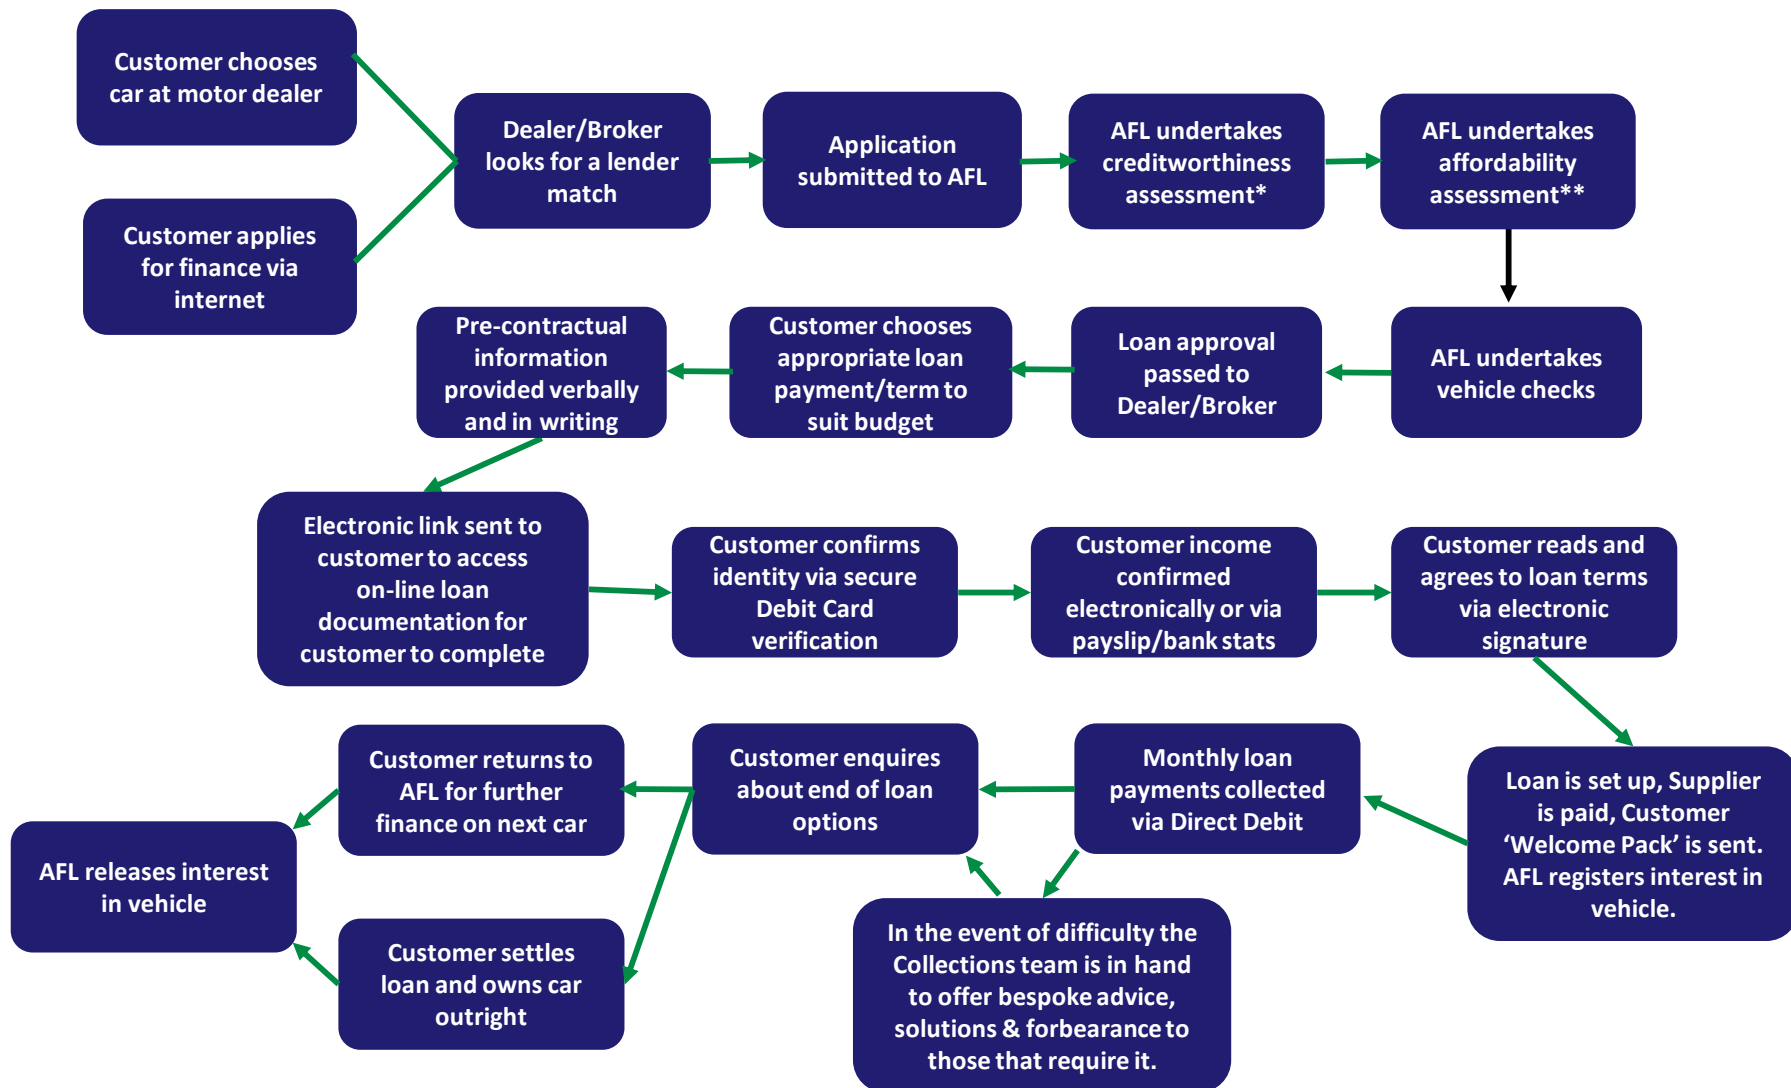 Customer chooses
car at motor dealer
Customer applies
for finance via
internet
Dealer/Broker
looks for a lender
match
Application
submitted to AFL
AFL undertakes
creditworthiness
assessment*
AFL undertakes
affordability
assessment**
AFL undertakes
vehicle checks
Loan approval
passed to
Dealer/Broker
Customer chooses
appropriate loan
payment/term to
suit budget
Pre-contractual
information
provided verbally
and in writing
Electronic link sent to
customer to access
on-line loan
documentation for
customer to complete
Customer confirms
identity via secure
Debit Card
verification
Customer income
confirmed
electronically or via
payslip/bank stats
Customer reads and
agrees to loan terms
via electronic
signature
Loan is set up, Supplier
is paid, Customer
‘Welcome Pack’ is sent.
AFL registers interest in
vehicle.
Monthly loan
payments collected
via Direct Debit
In the event of difficulty the
Collections team is in hand
to offer bespoke advice,
solutions & forbearance to
those that require it.
Customer enquires
about end of loan
options
Customer returns to
AFL for further
finance on next car
Customer settles
loan and owns car
outright
AFL releases interest
in vehicle